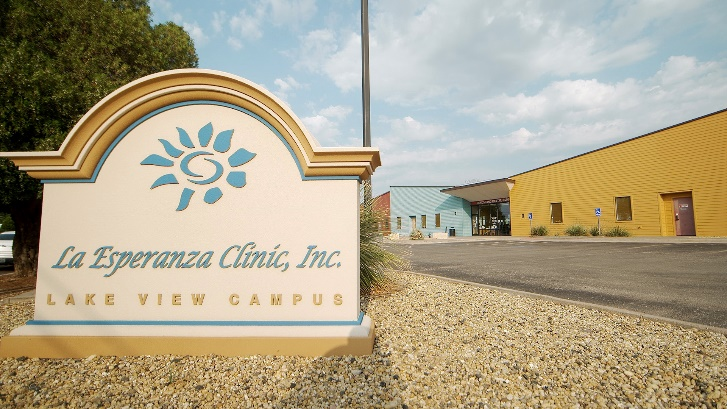 La Esperanza Clinic, Inc.
LAKE VIEW CAMPUS